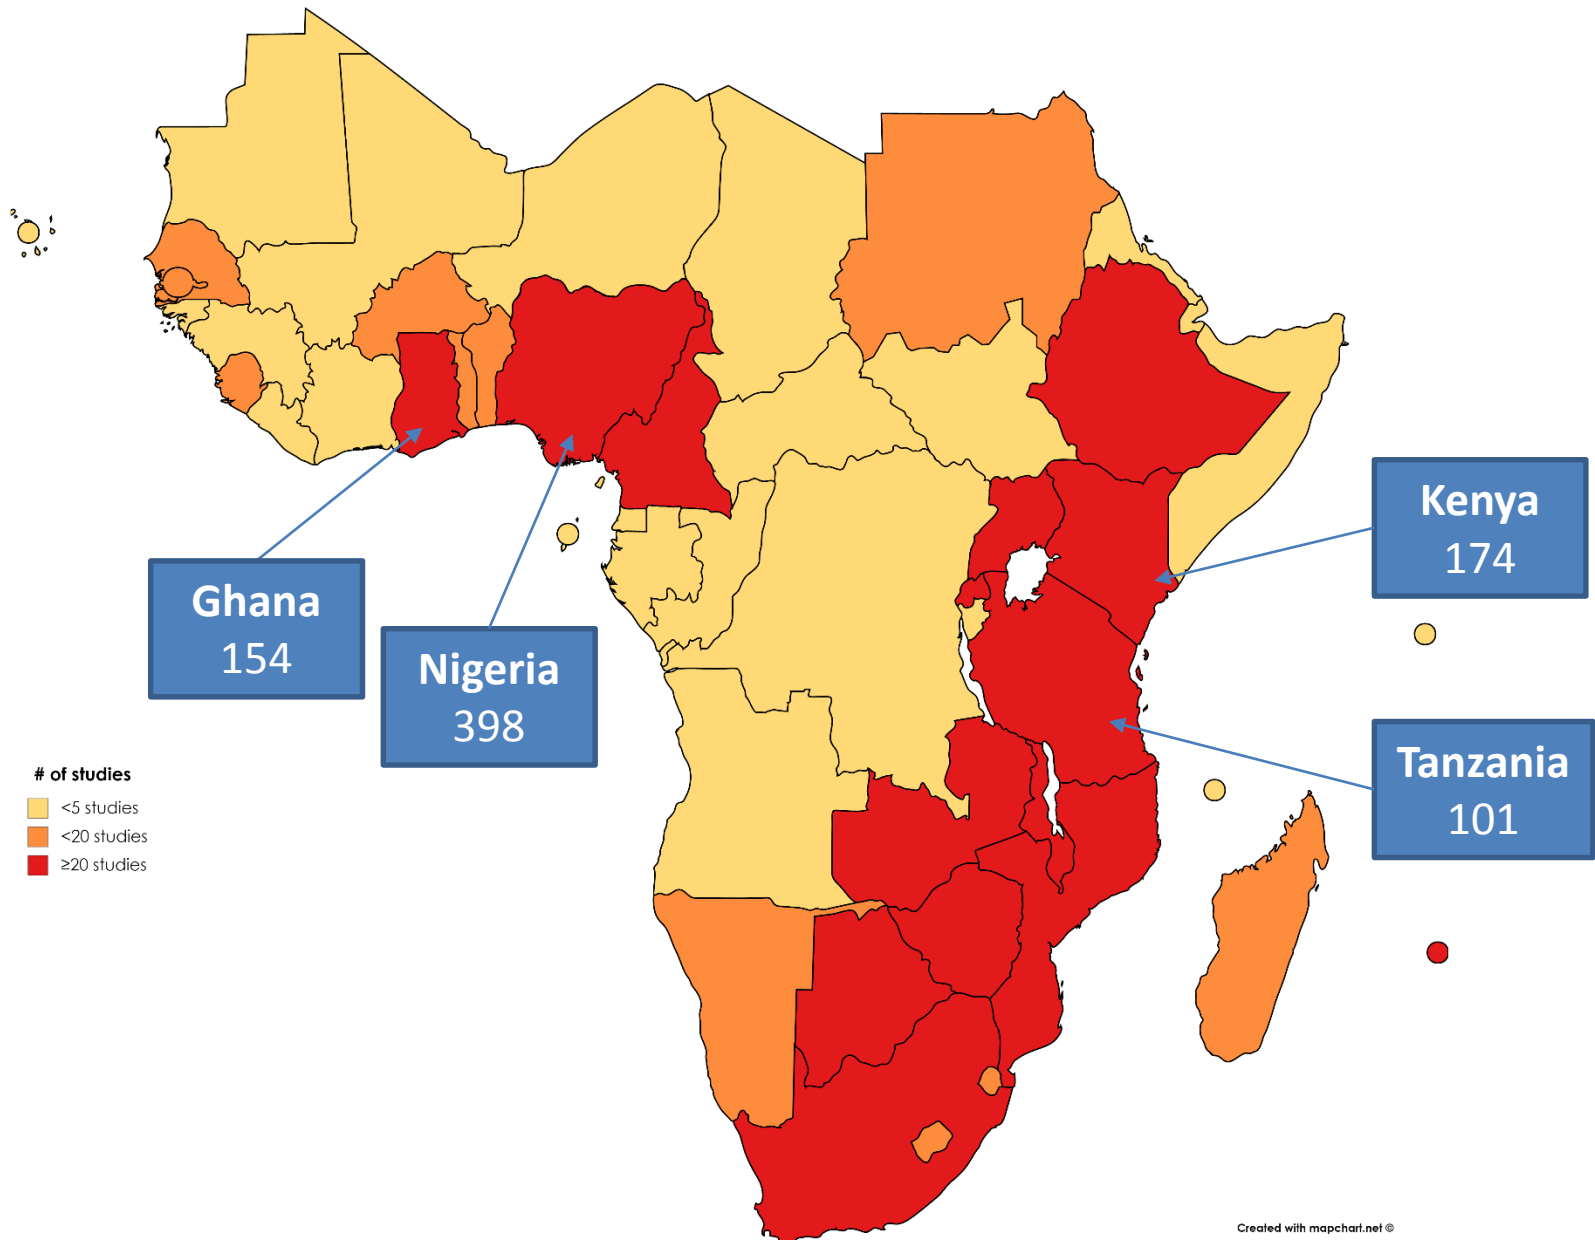 Kenya
174
Ghana
154
Nigeria
398
Tanzania
101
# of studies
<5 studies
<20 studies
≥20 studies
Created with mapchart.net ©